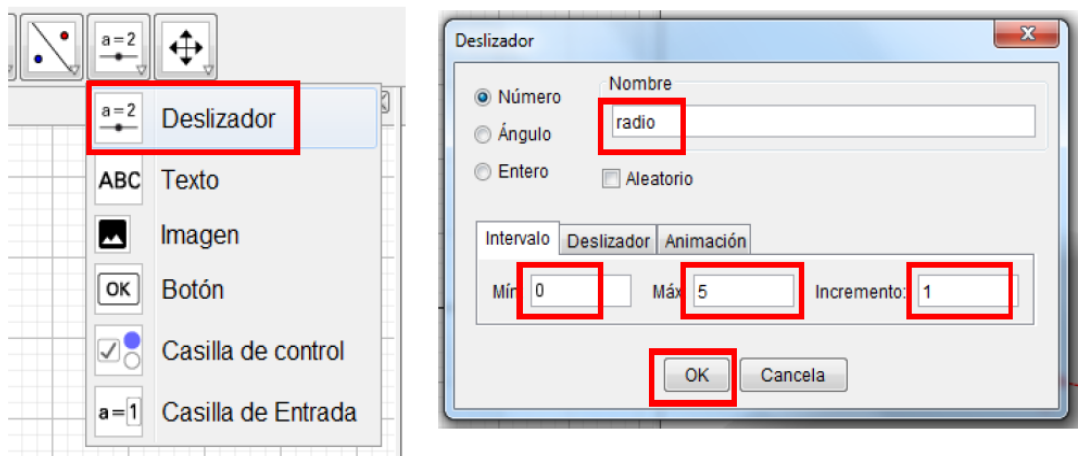 a=2
a=2
Deslizador
ABC
Texto
Imagen
OK
Botón
Casilla de control
a=1
Casilla de Entrada
Deslizador
x
Número
Ángulo
Entero
Nombre
radio
Aleatorio
Intervalo
Deslizador
Animación
Mín
0
Máx
5
Incremento:
1
OK
Cancela